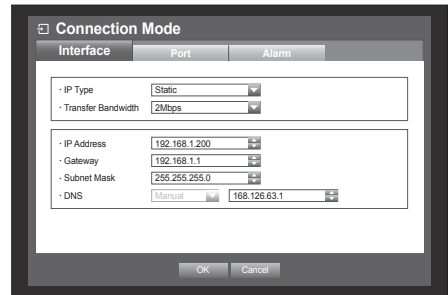 Connection Mode
Interface Port Alarm
· IP Type Static
· Transfer Bandwidth 2Mbps
· IP Address 192.168.1.200
· Gateway 192.168.1.1
· Subnet Mask 255.255.255.0
· DNS Manual 168.126.63.1
OK Cancel